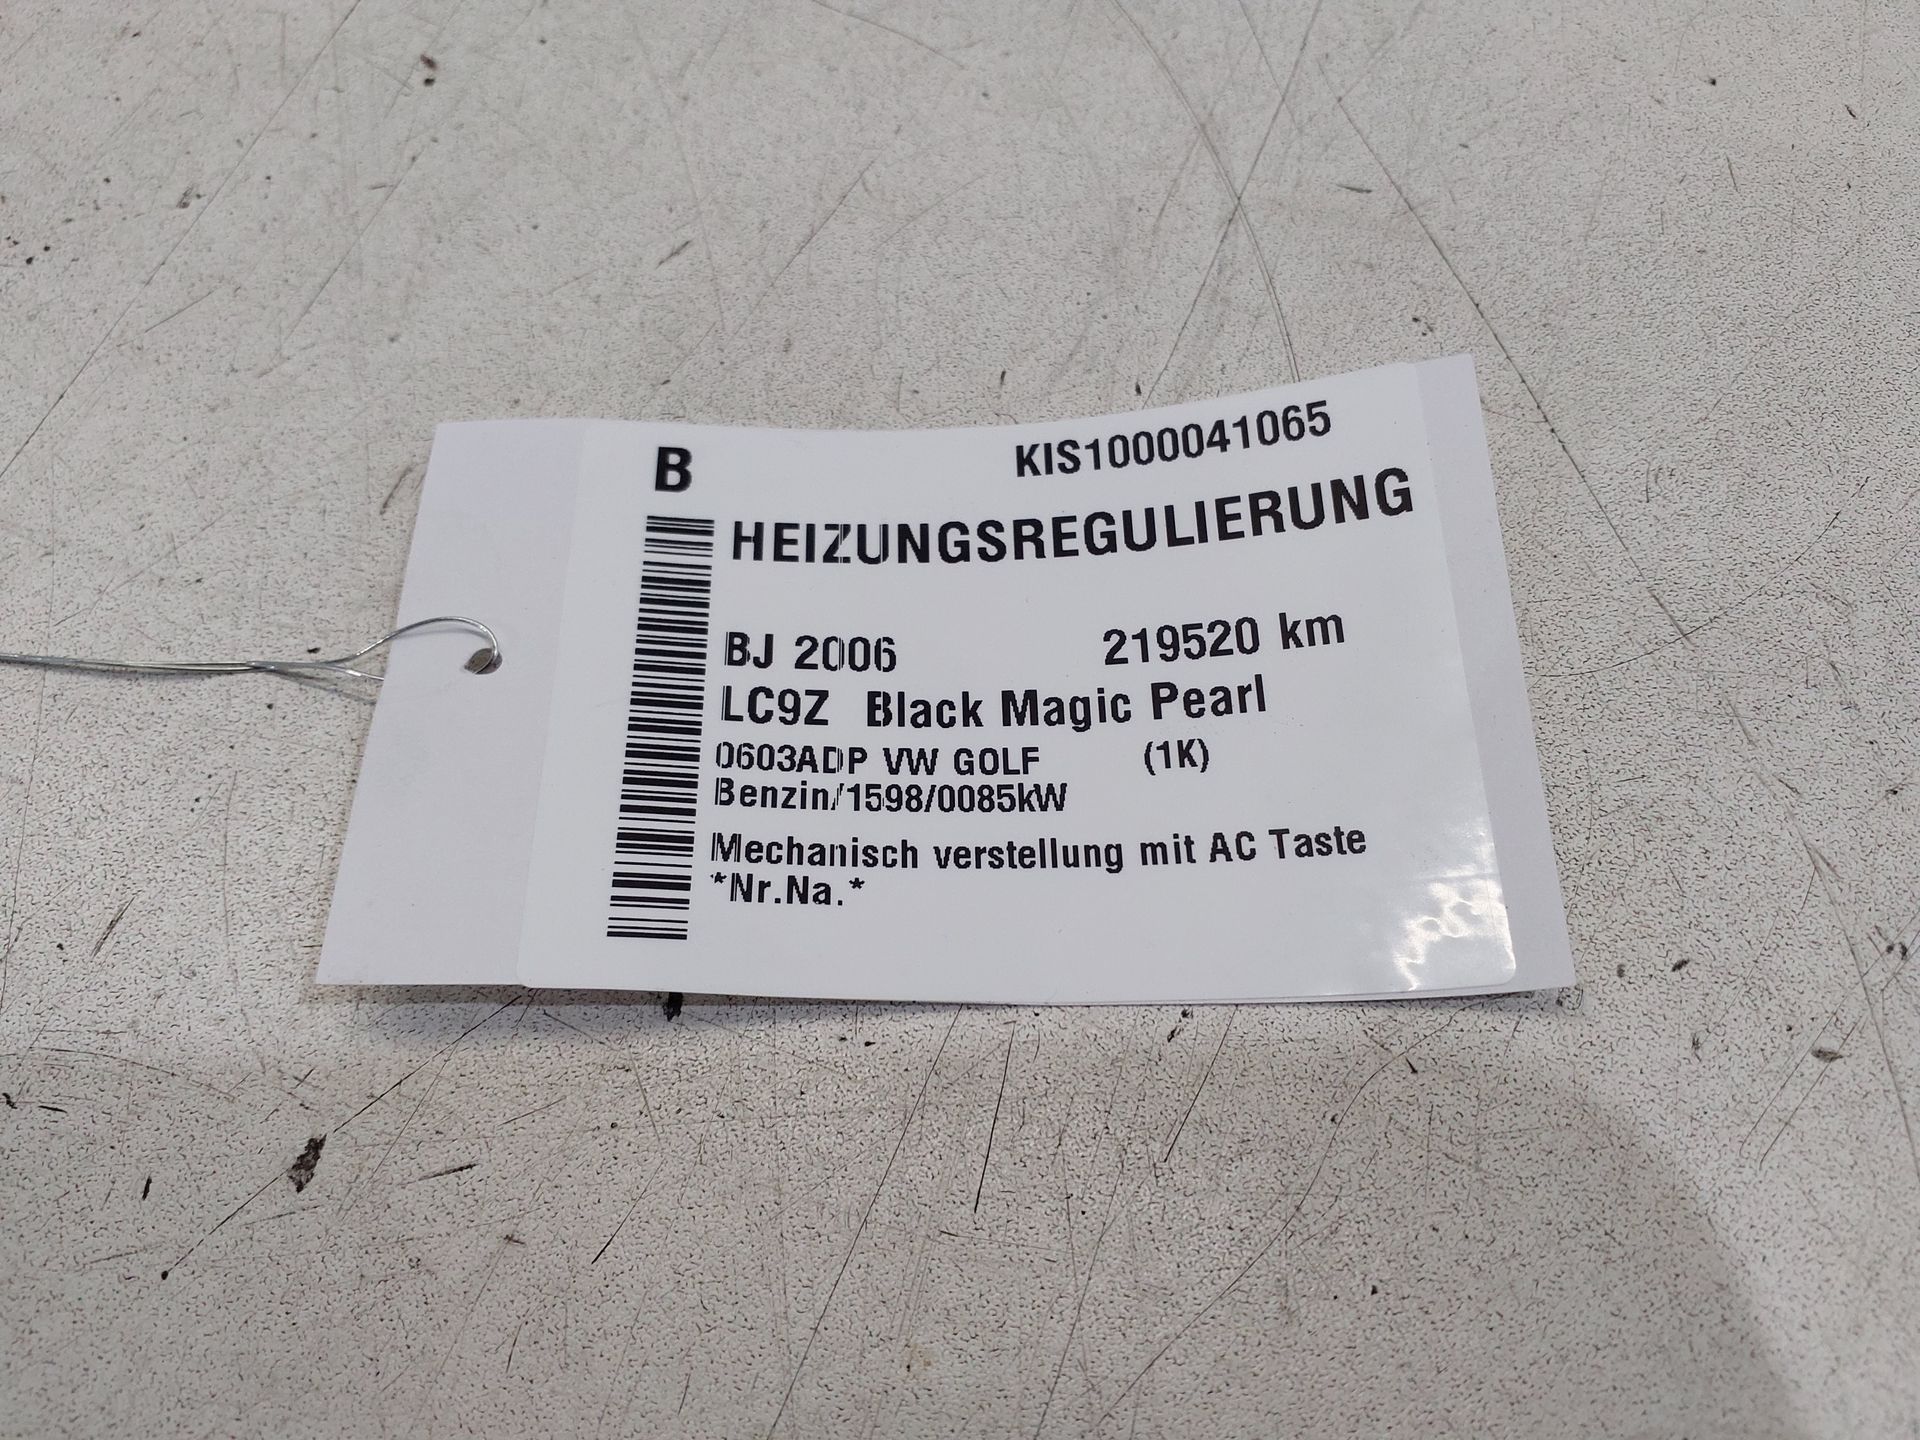 B KIS1000041065
HEIZUNGSREGULIERUNG
BJ 2006 219520 km
LC9Z Black Magic Pearl
0603ADP VW GOLF (1K)
Benzin/1598/0085kW
Mechanisch verstellung mit AC Taste
*Nr.Na.*